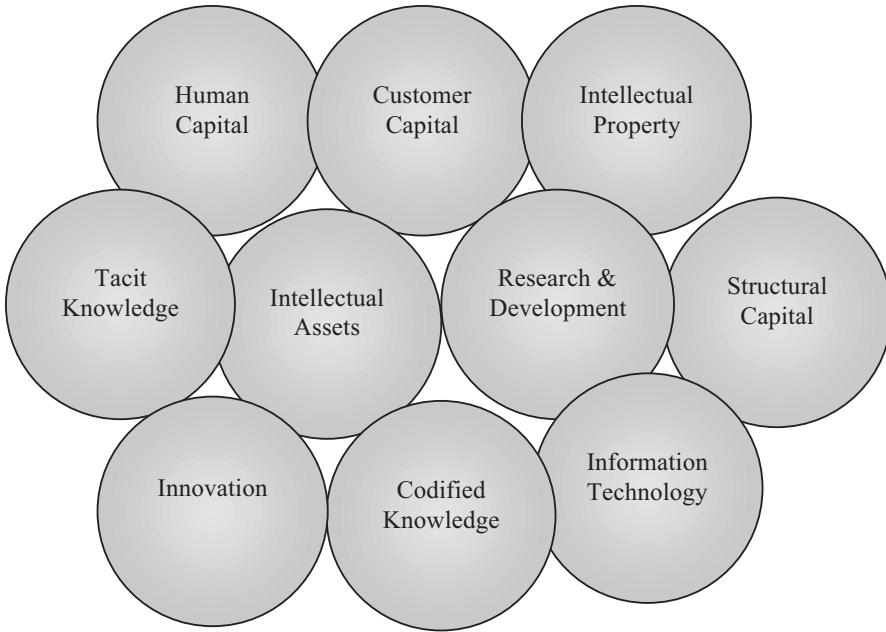 Human
Capital
Customer
Capital
Intellectual
Property
Tacit
Knowledge
Intellectual
Assets
Research &
Development
Structural
Capital
Innovation
Codified
Knowledge
Information
Technology